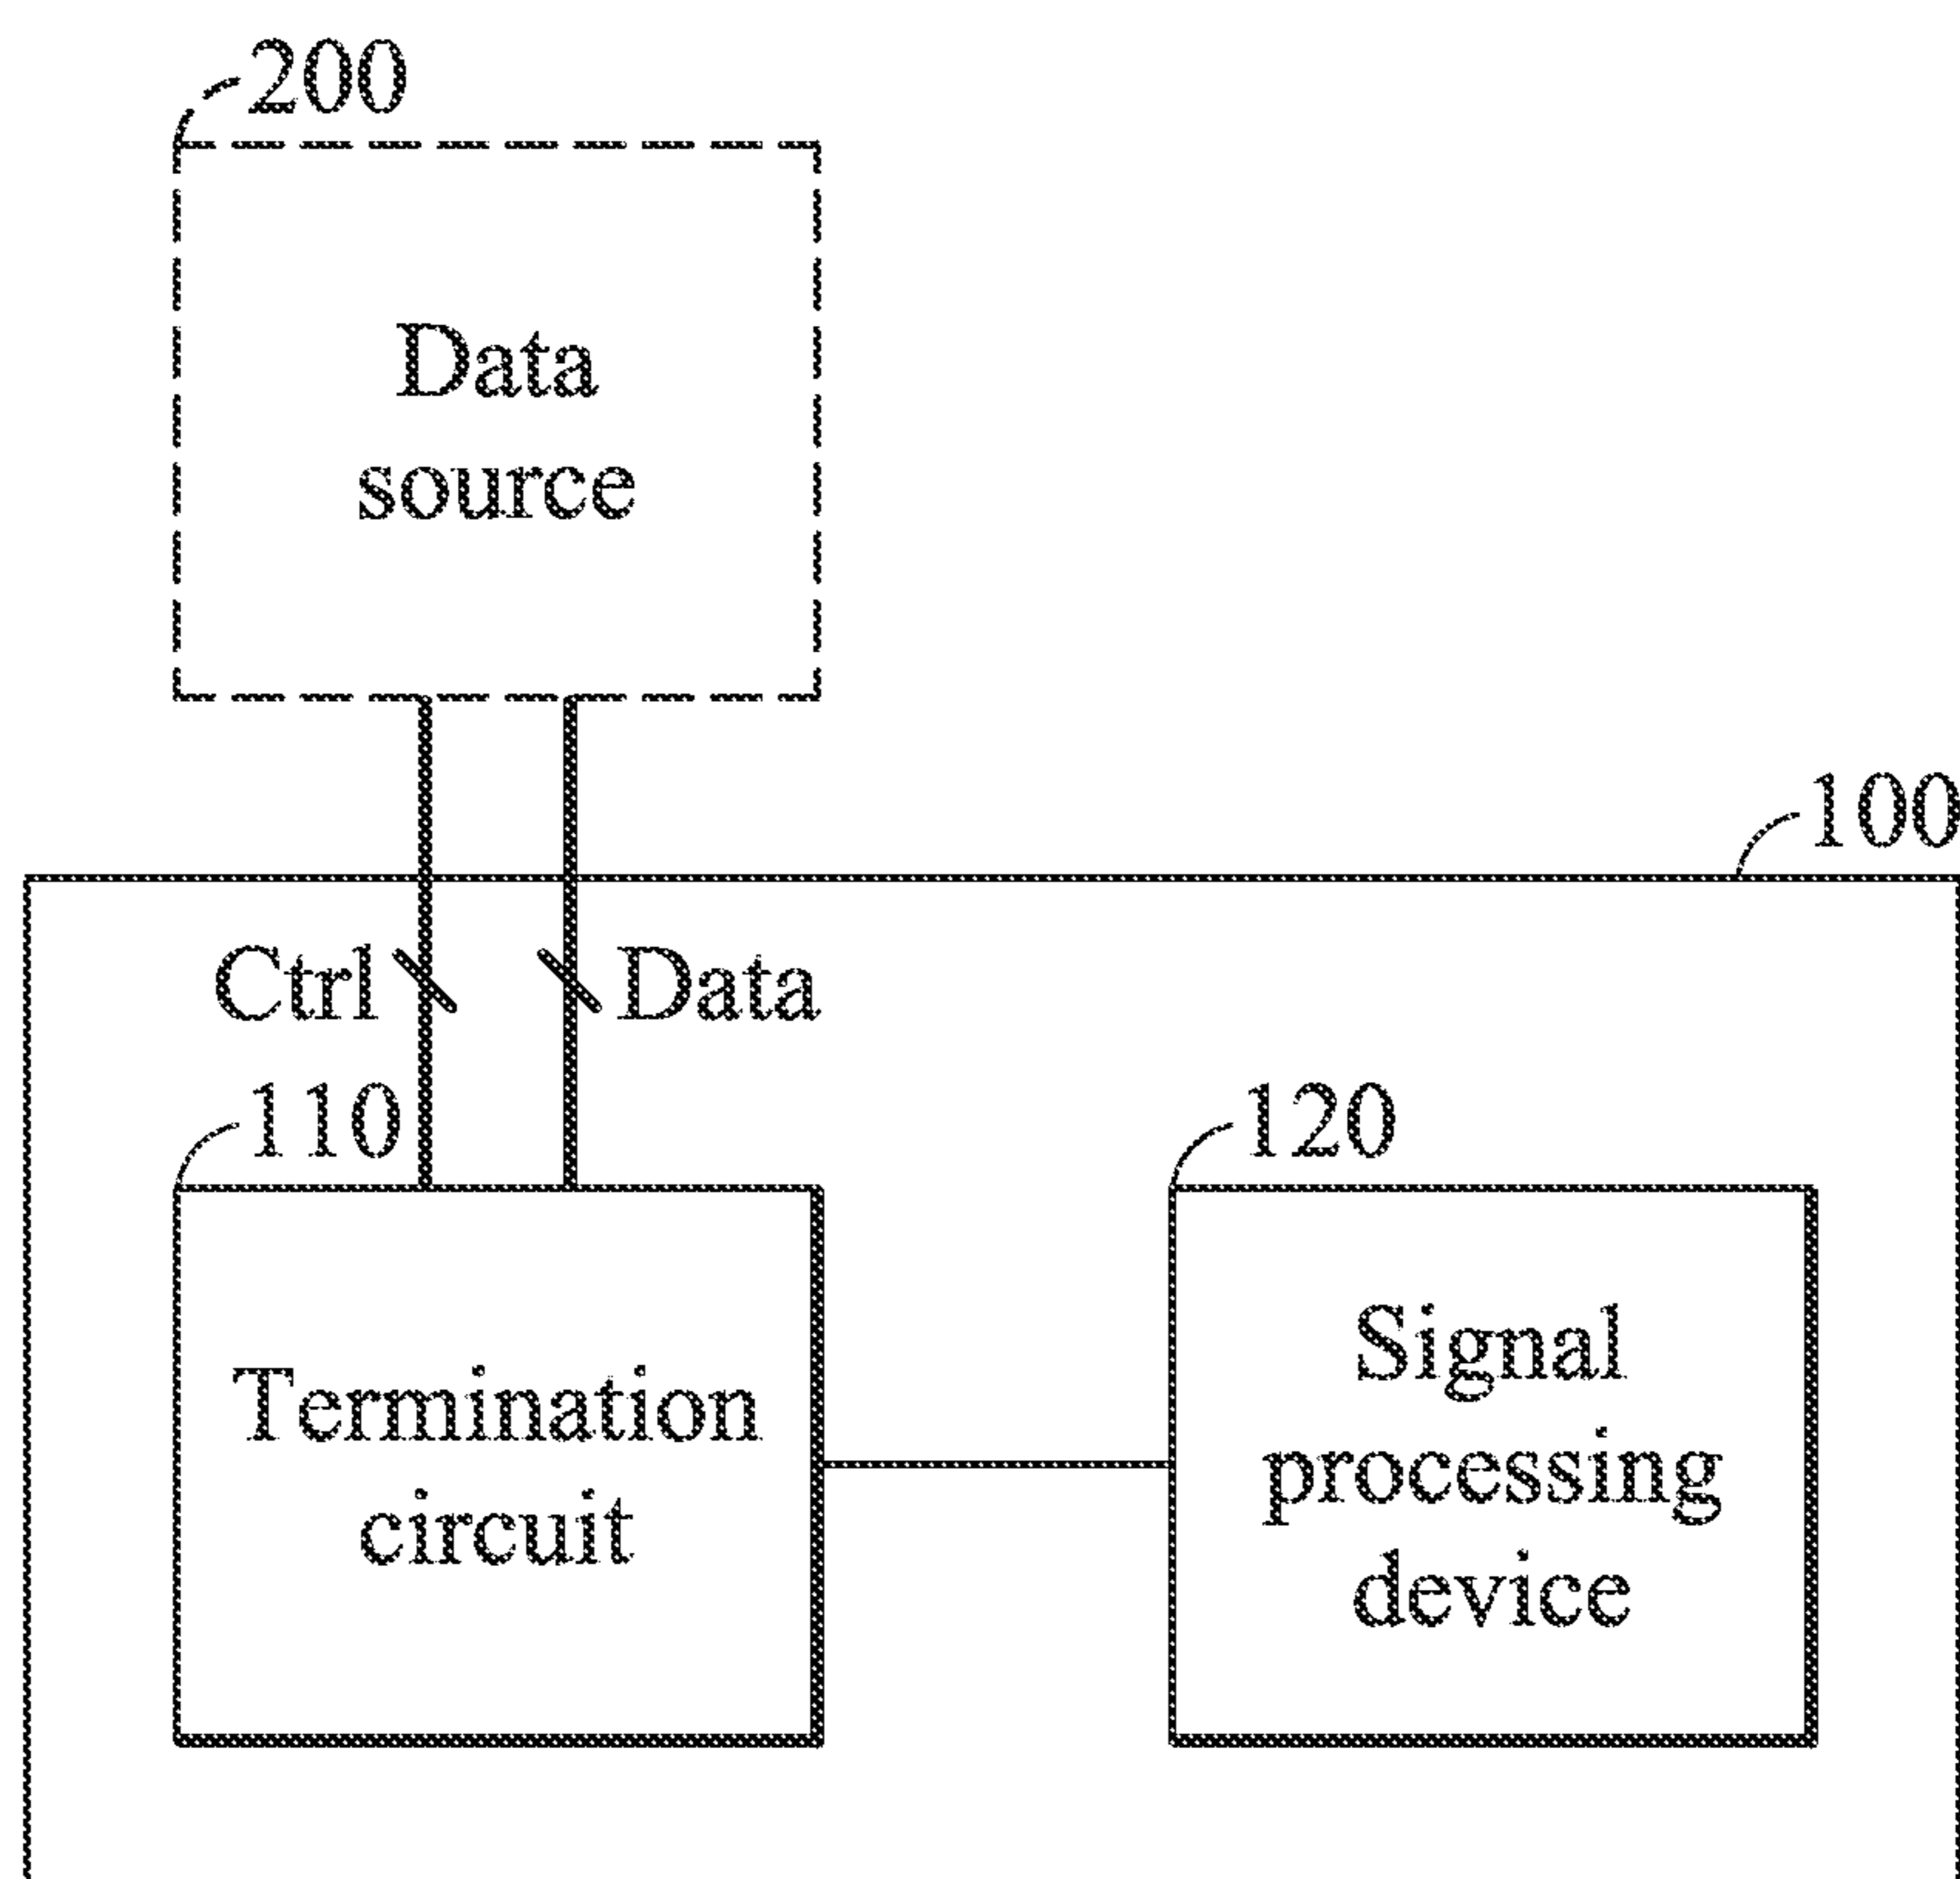 200
Data
source
100
Ctrl
Data
110
120
Termination
circuit
Signal
processing
device